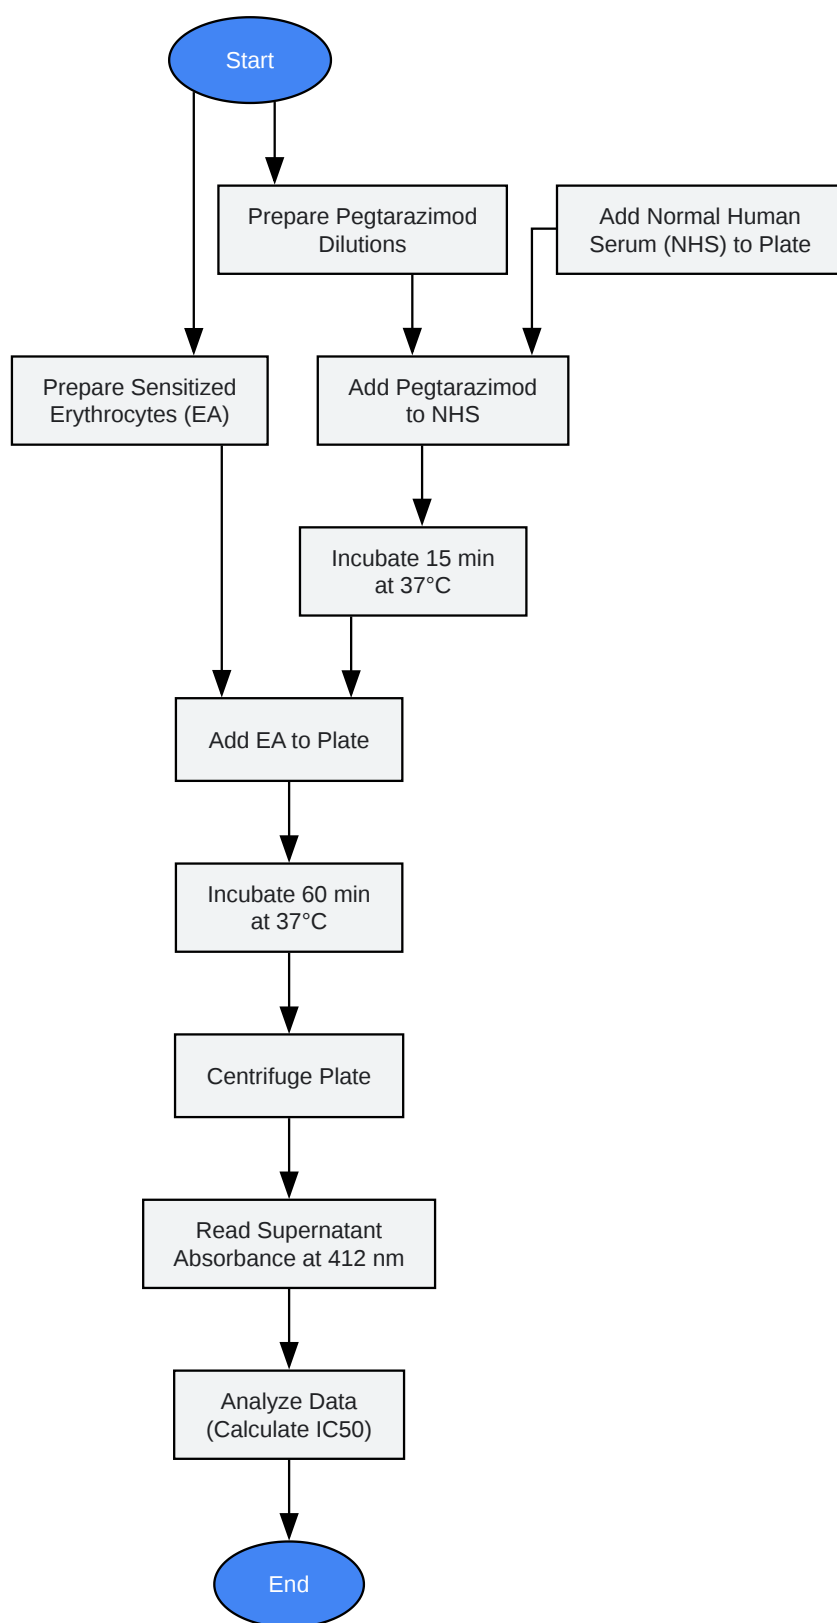 Start
Prepare Pegtarazimod
Dilutions
Add Normal Human
Serum (NHS) to Plate
Prepare Sensitized
Erythrocytes (EA)
Add Pegtarazimod
to NHS
Incubate 15 min
at 37°C
Add EA to Plate
Incubate 60 min
at 37°C
Centrifuge Plate
Read Supernatant
Absorbance at 412 nm
Analyze Data
(Calculate IC50)
End